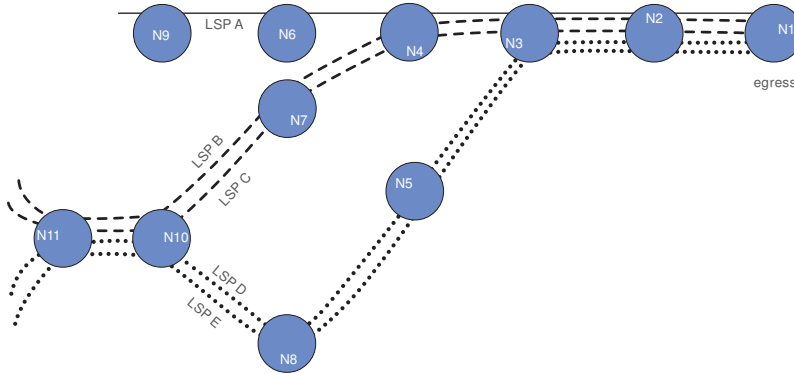 N9
LSP A
N6
N4
N3
N2
N1
egress
N7
LSP B
LSP C
N5
N11
N10
LSP D
LSP E
N8